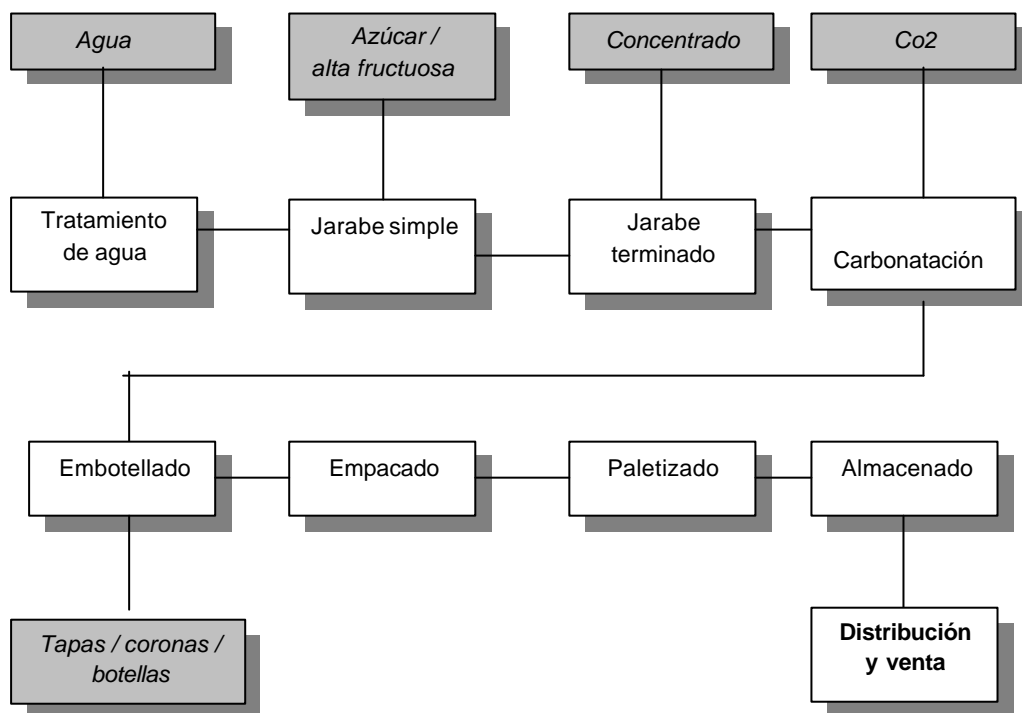 Agua
Azúcar /
alta fructuosa
Concentrado
Co2
Tratamiento
de agua
Jarabe simple
Jarabe
terminado
Carbonatación
Embotellado
Empacado
Paletizado
Almacenado
Tapas / coronas /
botellas
Distribución
y venta